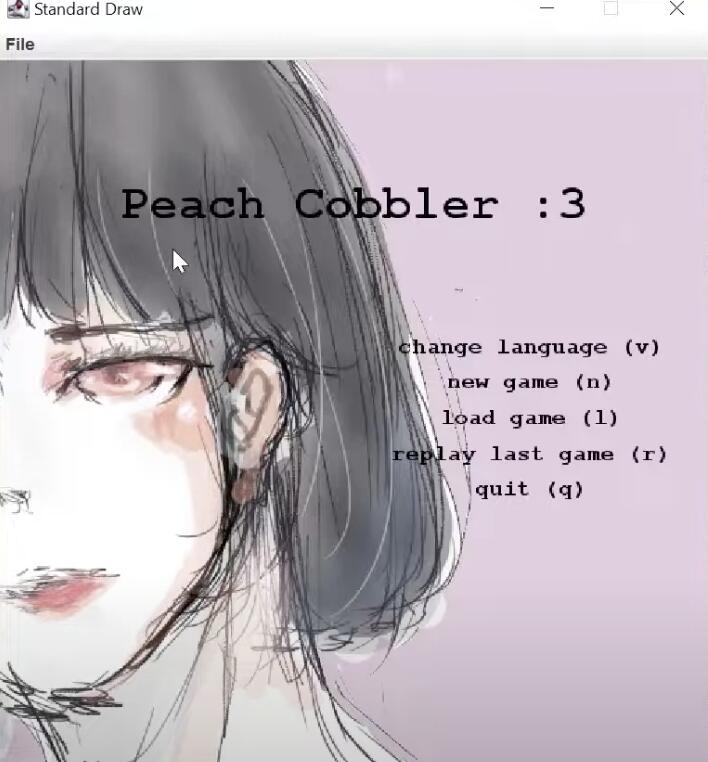 Standard Draw
File
Peach Cobbler :3
change language (v)
new game (n)
load game (l)
replay last game (r)
quit (q)